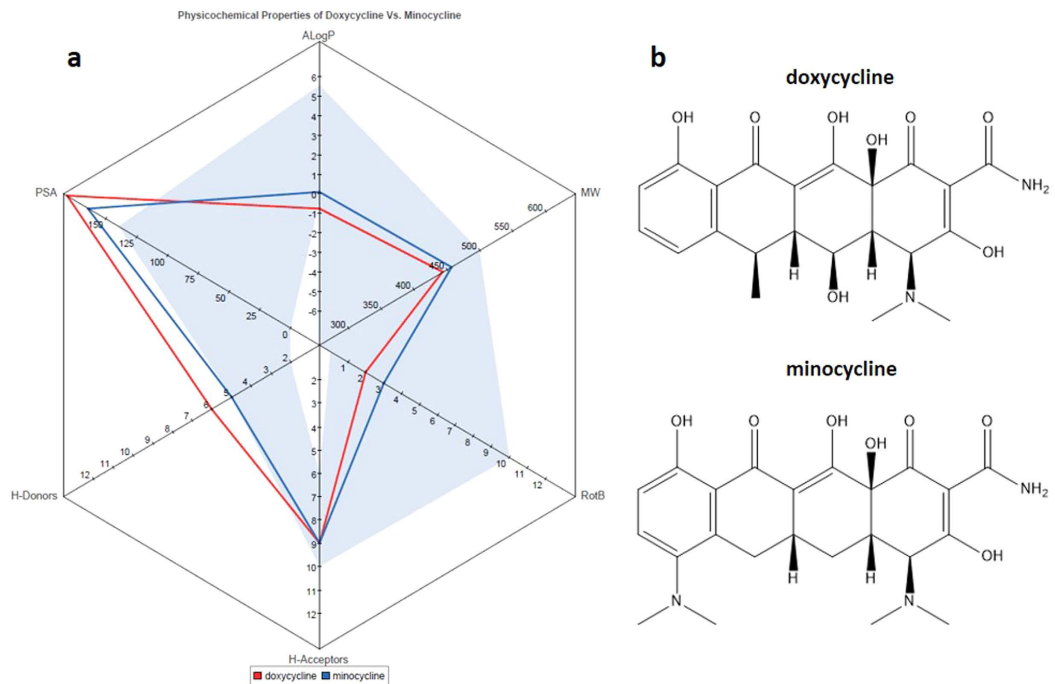 Physicochemical Properties of Doxycycline Vs. Minocycline
a
ALogP
6
5
4
3
2
1
0
-1
-2
-3
-4
-5
-6
MW
600
550
500
450
400
350
300
PSA
150
125
100
75
50
25
0
RotB
1
2
3
4
5
6
7
8
9
10
11
12
H-Donors
2
3
4
5
6
7
8
9
10
11
12
H-Acceptors
2
3
4
5
6
7
8
9
10
11
12
doxycycline minocycline
b
doxycycline
OH O OH OH O O
NH2
OH
H OH H N
minocycline
OH O OH OH O O
NH2
OH
H H
N N